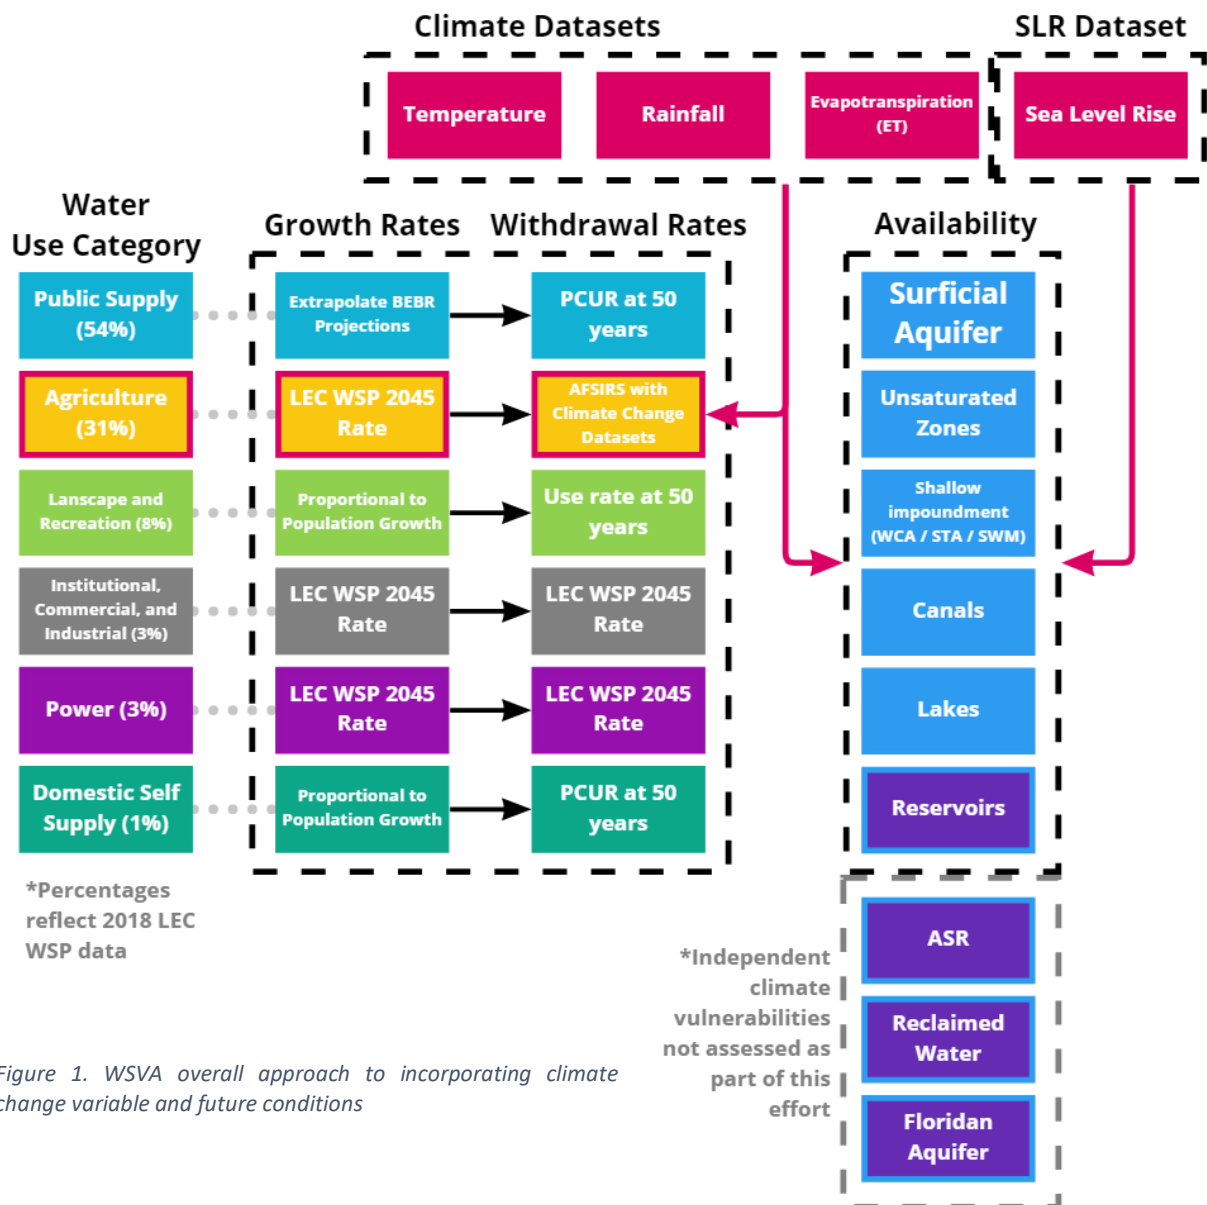 Climate Datasets
SLR Dataset
Temperature
Rainfall
Evapotranspiration
(ET)
Sea Level Rise
Water
Use Category
Growth Rates
Withdrawal Rates
Availability
Public Supply
(54%)
Extrapolate BEBR
Projections
PCUR at 50
years
Surficial
Aquifer
Agriculture
(31%)
LEC WSP 2045
Rate
AFSIRS with
Climate Change
Datasets
Unsaturated
Zones
Lanscape and
Recreation (8%)
Proportional to
Population Growth
Use rate at 50
years
Shallow
impoundment
(WCA / STA / SWM)
Institutional,
Commercial, and
Industrial (3%)
LEC WSP 2045
Rate
LEC WSP 2045
Rate
Canals
Power (3%)
LEC WSP 2045
Rate
LEC WSP 2045
Rate
Lakes
Domestic Self
Supply (1%)
Proportional to
Population Growth
PCUR at 50
years
Reservoirs
*Percentages
reflect 2018 LEC
WSP data
*Independent
climate
vulnerabilities
not assessed as
part of this
effort
ASR
Reclaimed
Water
Floridan
Aquifer
Figure 1. WSVA overall approach to incorporating climate
change variable and future conditions